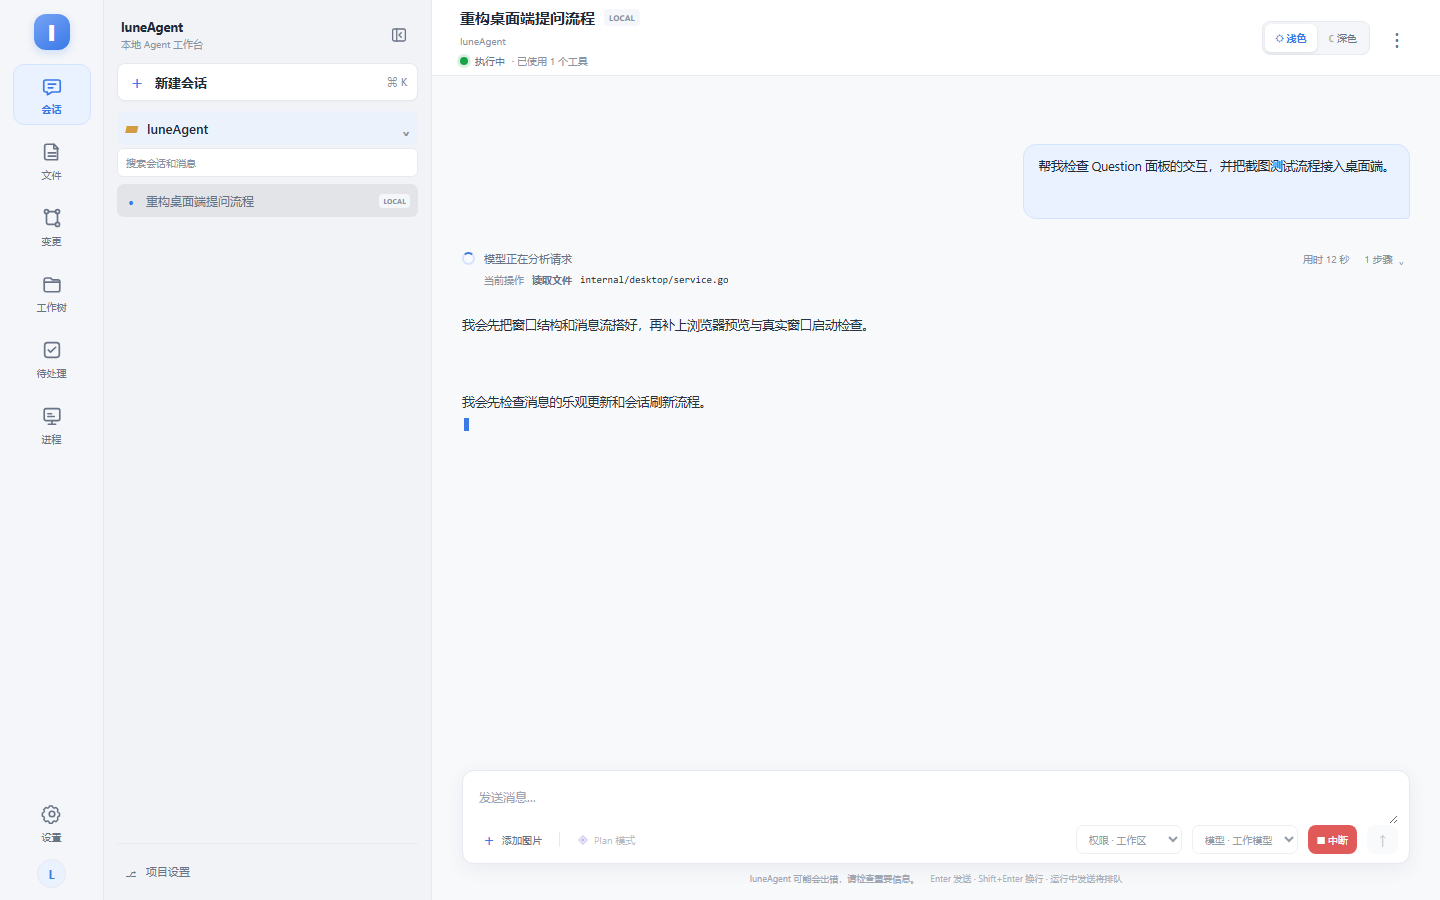 会话
文件
变更
工作树
待处理
进程
设置
L
luneAgent
本地 Agent 工作台
+ 新建会话 ⌘ K
luneAgent
搜索会话和消息
重构桌面端提问流程 LOCAL
项目设置
重构桌面端提问流程 LOCAL
luneAgent
执行中 · 已使用 1 个工具
浅色 深色
帮我检查 Question 面板的交互，并把截图测试流程接入桌面端。
模型正在分析请求 用时 12 秒 1 步骤
当前操作 读取文件 internal/desktop/service.go
我会先把窗口结构和消息流搭好，再补上浏览器预览与真实窗口启动检查。
我会先检查消息的乐观更新和会话刷新流程。
发送消息...
+ 添加图片 Plan 模式 权限 · 工作区 模型 · 工作模型 中断 ↑
luneAgent 可能会出错，请检查重要信息。 Enter 发送 · Shift+Enter 换行 · 运行中发送将排队